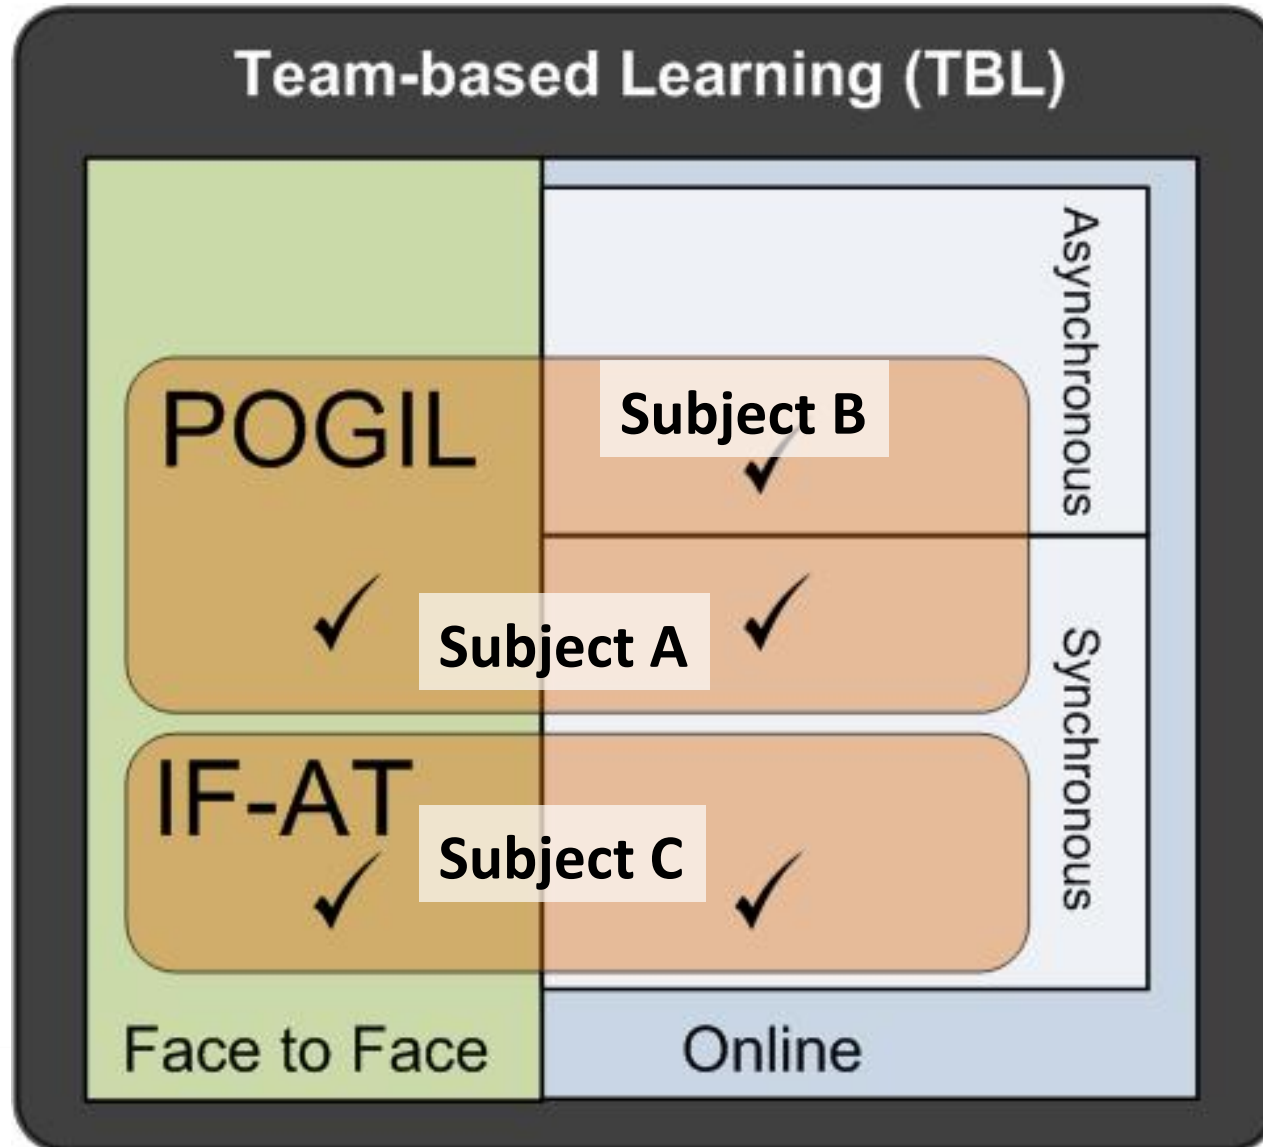 Team-based Learning (TBL)
Asynchronous
POGIL
Subject B
✓
✓
Subject A
✓
Synchronous
IF-AT
Subject C
✓
✓
Face to Face
Online